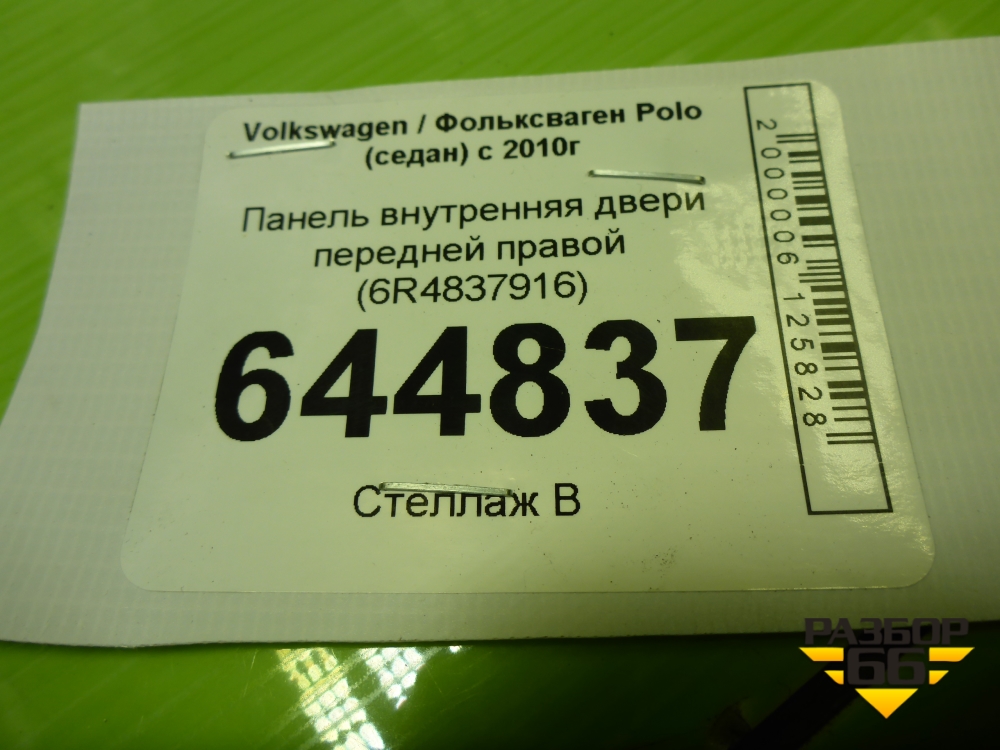 Volkswagen / Фольксваген Polo
(седан) с 2010г
Панель внутренняя двери
передней правой
(6R4837916)
644837
Стеллаж В
2000006125828
РАЗБОР
66